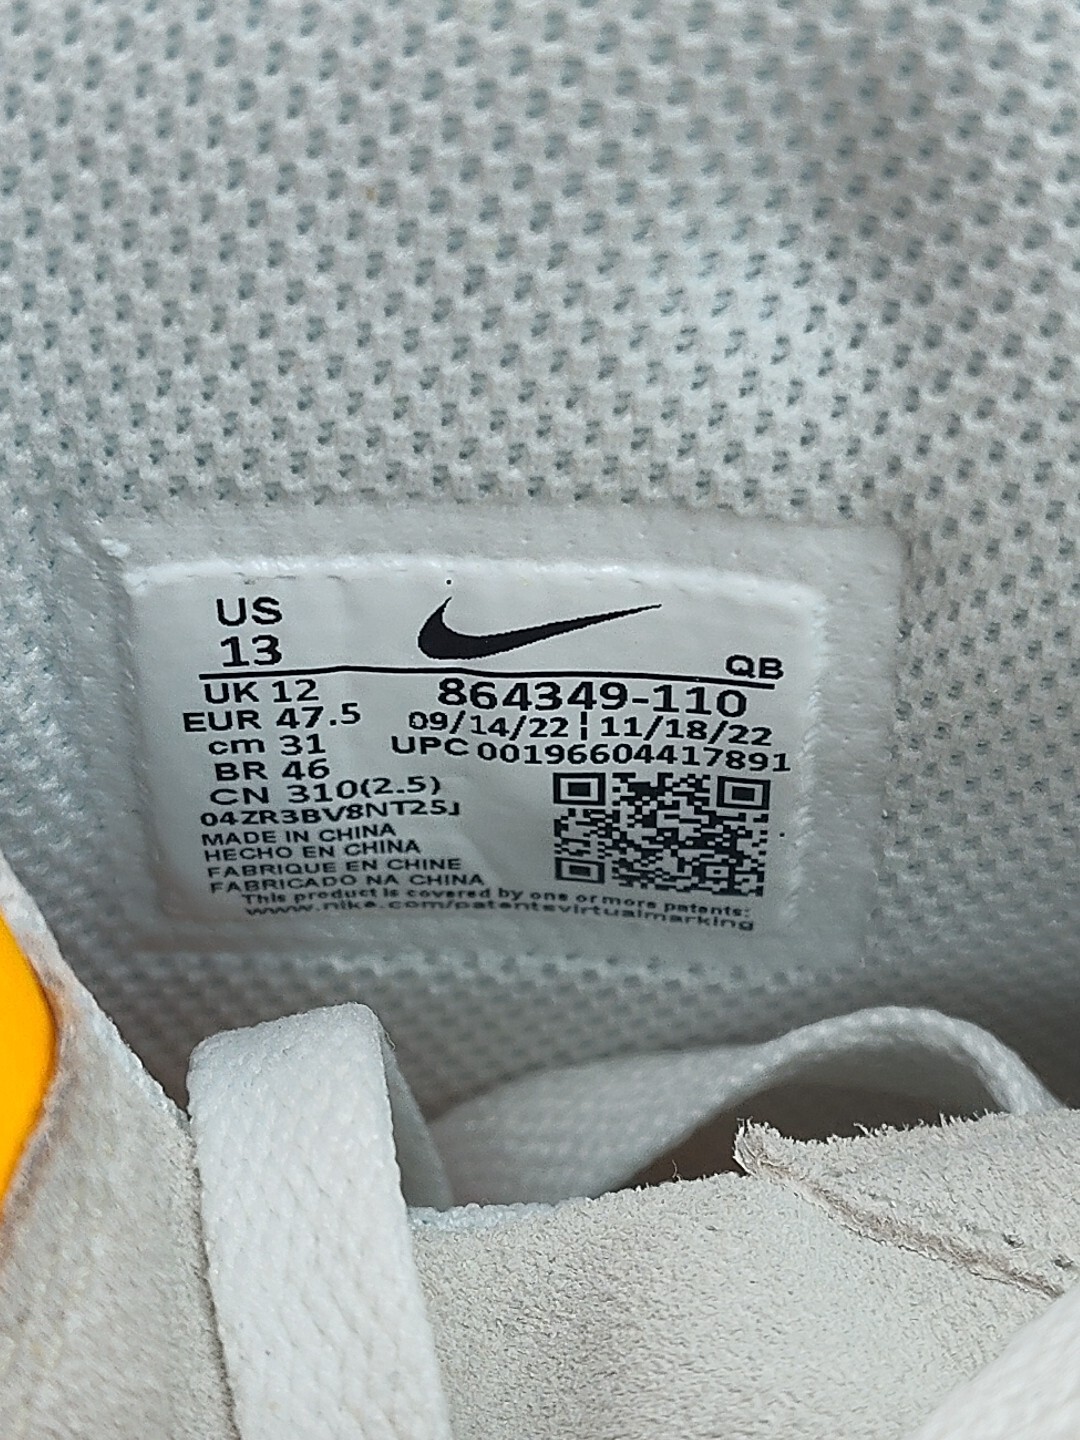 US
13
QB
UK 12
EUR 47.5
cm 31
BR 46
CN 310(2.5)
04ZR3BV8NT25J
864349-110
09/14/22 ¦ 11/18/22
UPC 00196604417891
MADE IN CHINA
HECHO EN CHINA
FABRIQUE EN CHINE
FABRICADO NA CHINA
This product is covered by one or more patents:
www.nike.com/patentsvirtualmarking